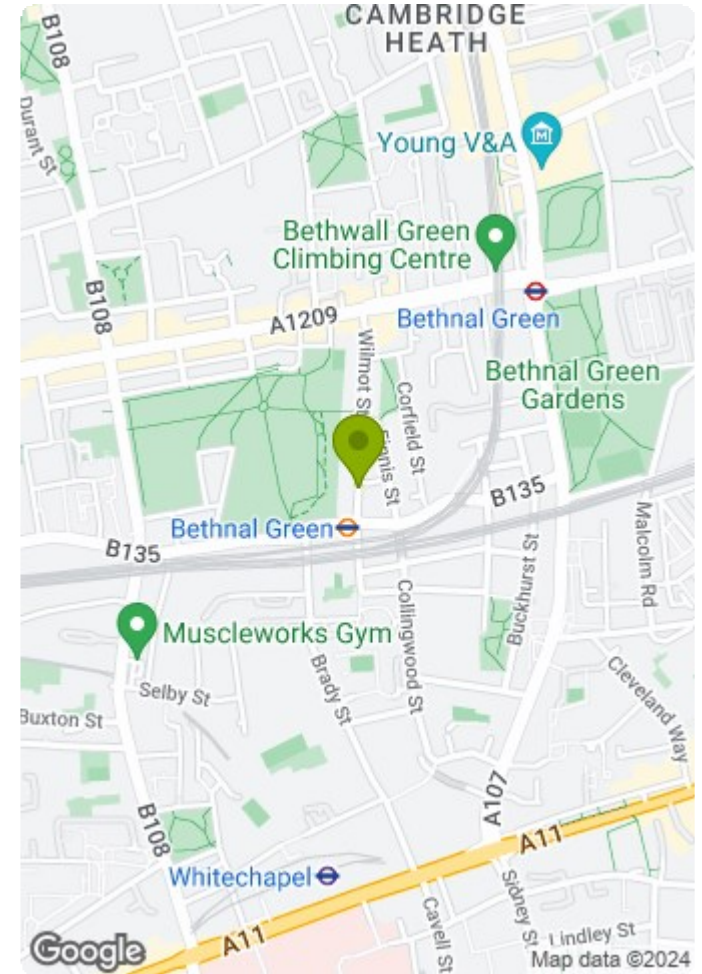 CAMBRIDGE
HEATH
B108
Durant St
Young V&A
M
Bethwall Green
Climbing Centre
B108
A1209
Bethnal Green
Wilmot St
Corfield St
Finnis St
Bethnal Green
Gardens
B135
Bethnal Green
B135
Malcolm Rd
Buckhurst St
Collingwood St
Muscleworks Gym
Brady St
Selby St
Cleveland Way
Buxton St
A107
B108
A11
Whitechapel
Sidney St
Cavell St
Lindley St
A11
Google
Map data ©2024